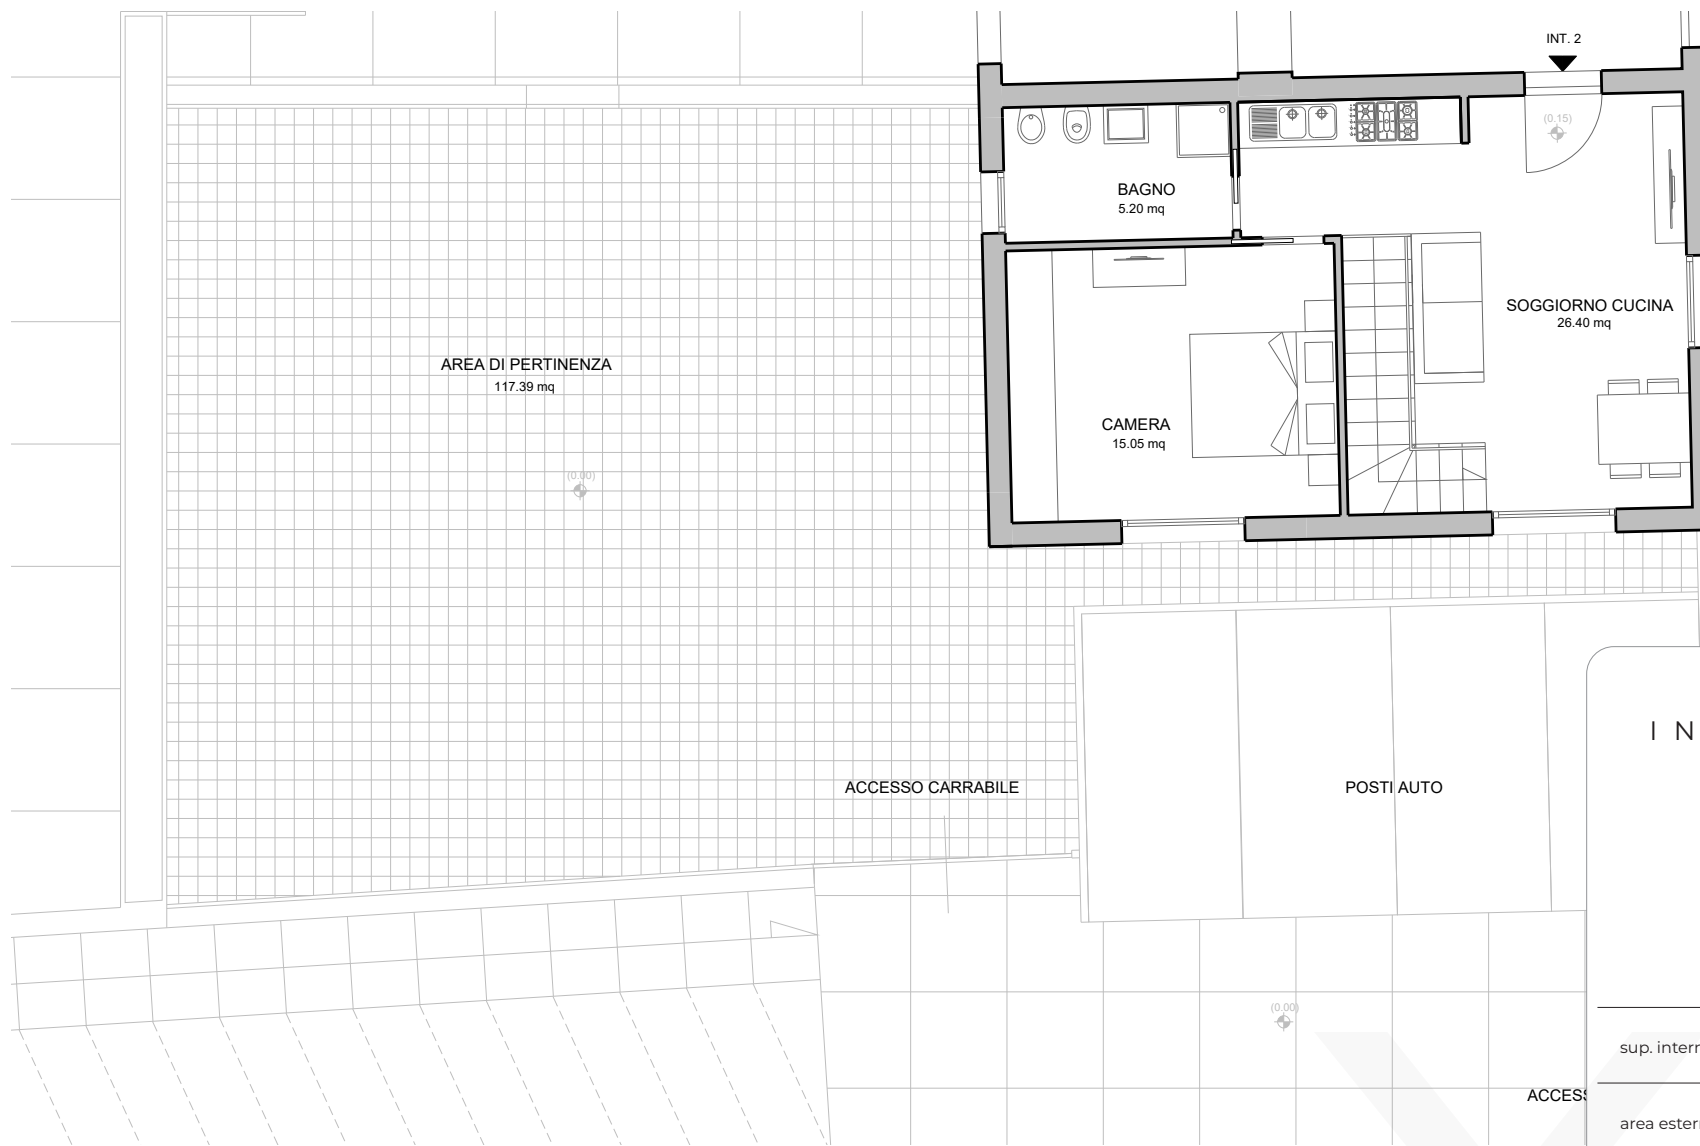 INT. 2
(0.15)
BAGNO
5.20 mq
SOGGIORNO CUCINA
26.40 mq
AREA DI PERTINENZA
117.39 mq
CAMERA
15.05 mq
(0.00)
I N
ACCESSO CARRABILE
POSTI AUTO
(0.00)
sup. intern
ACCESS
area estern